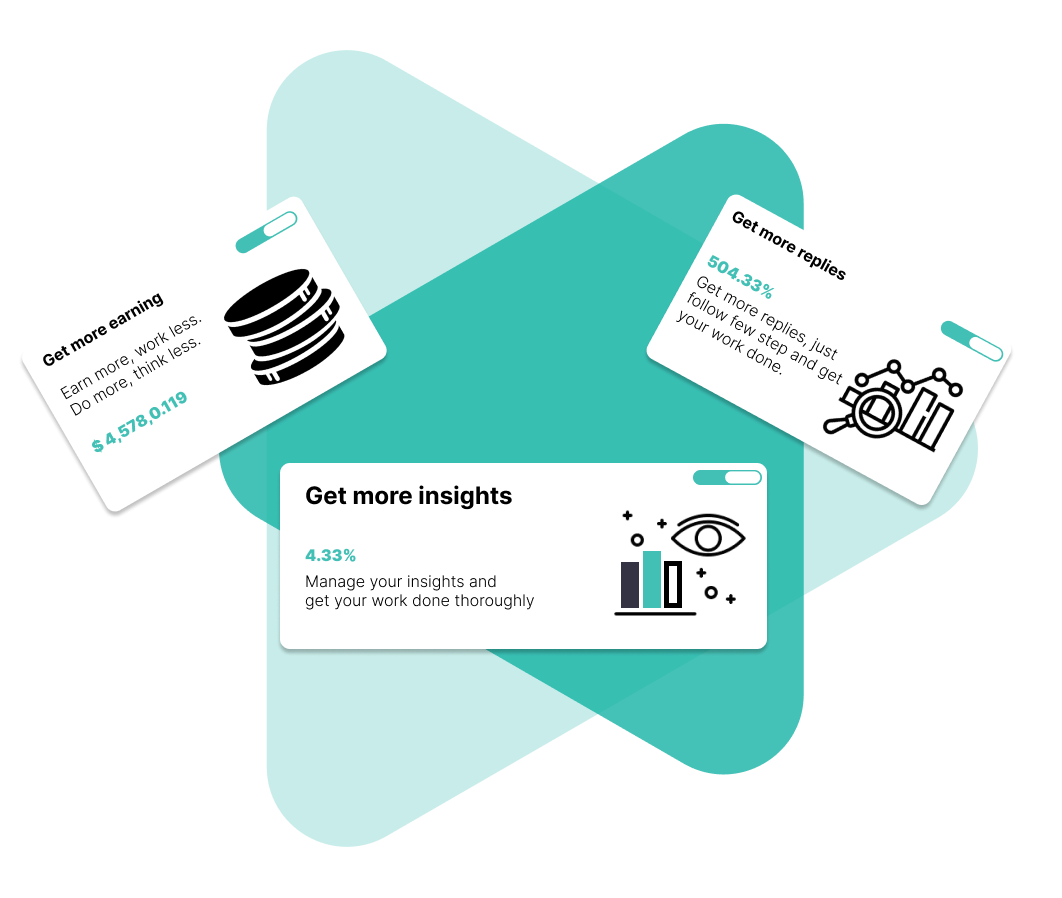 Get more earning
Earn more, work less.
Do more, think less.
$ 4,578,0.119
Get more replies
504.33%
Get more replies, just
follow few step and get
your work done.
Get more insights
4.33%
Manage your insights and
get your work done thoroughly